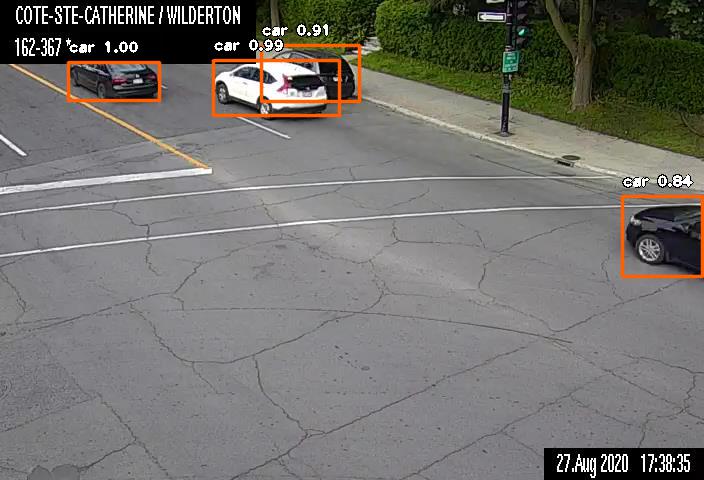 COTE-STE-CATHERINE / WILDERTON
162-367 *
car 1.00
car 0.99
car 0.91
car 0.84
27.Aug 2020 17:38:35